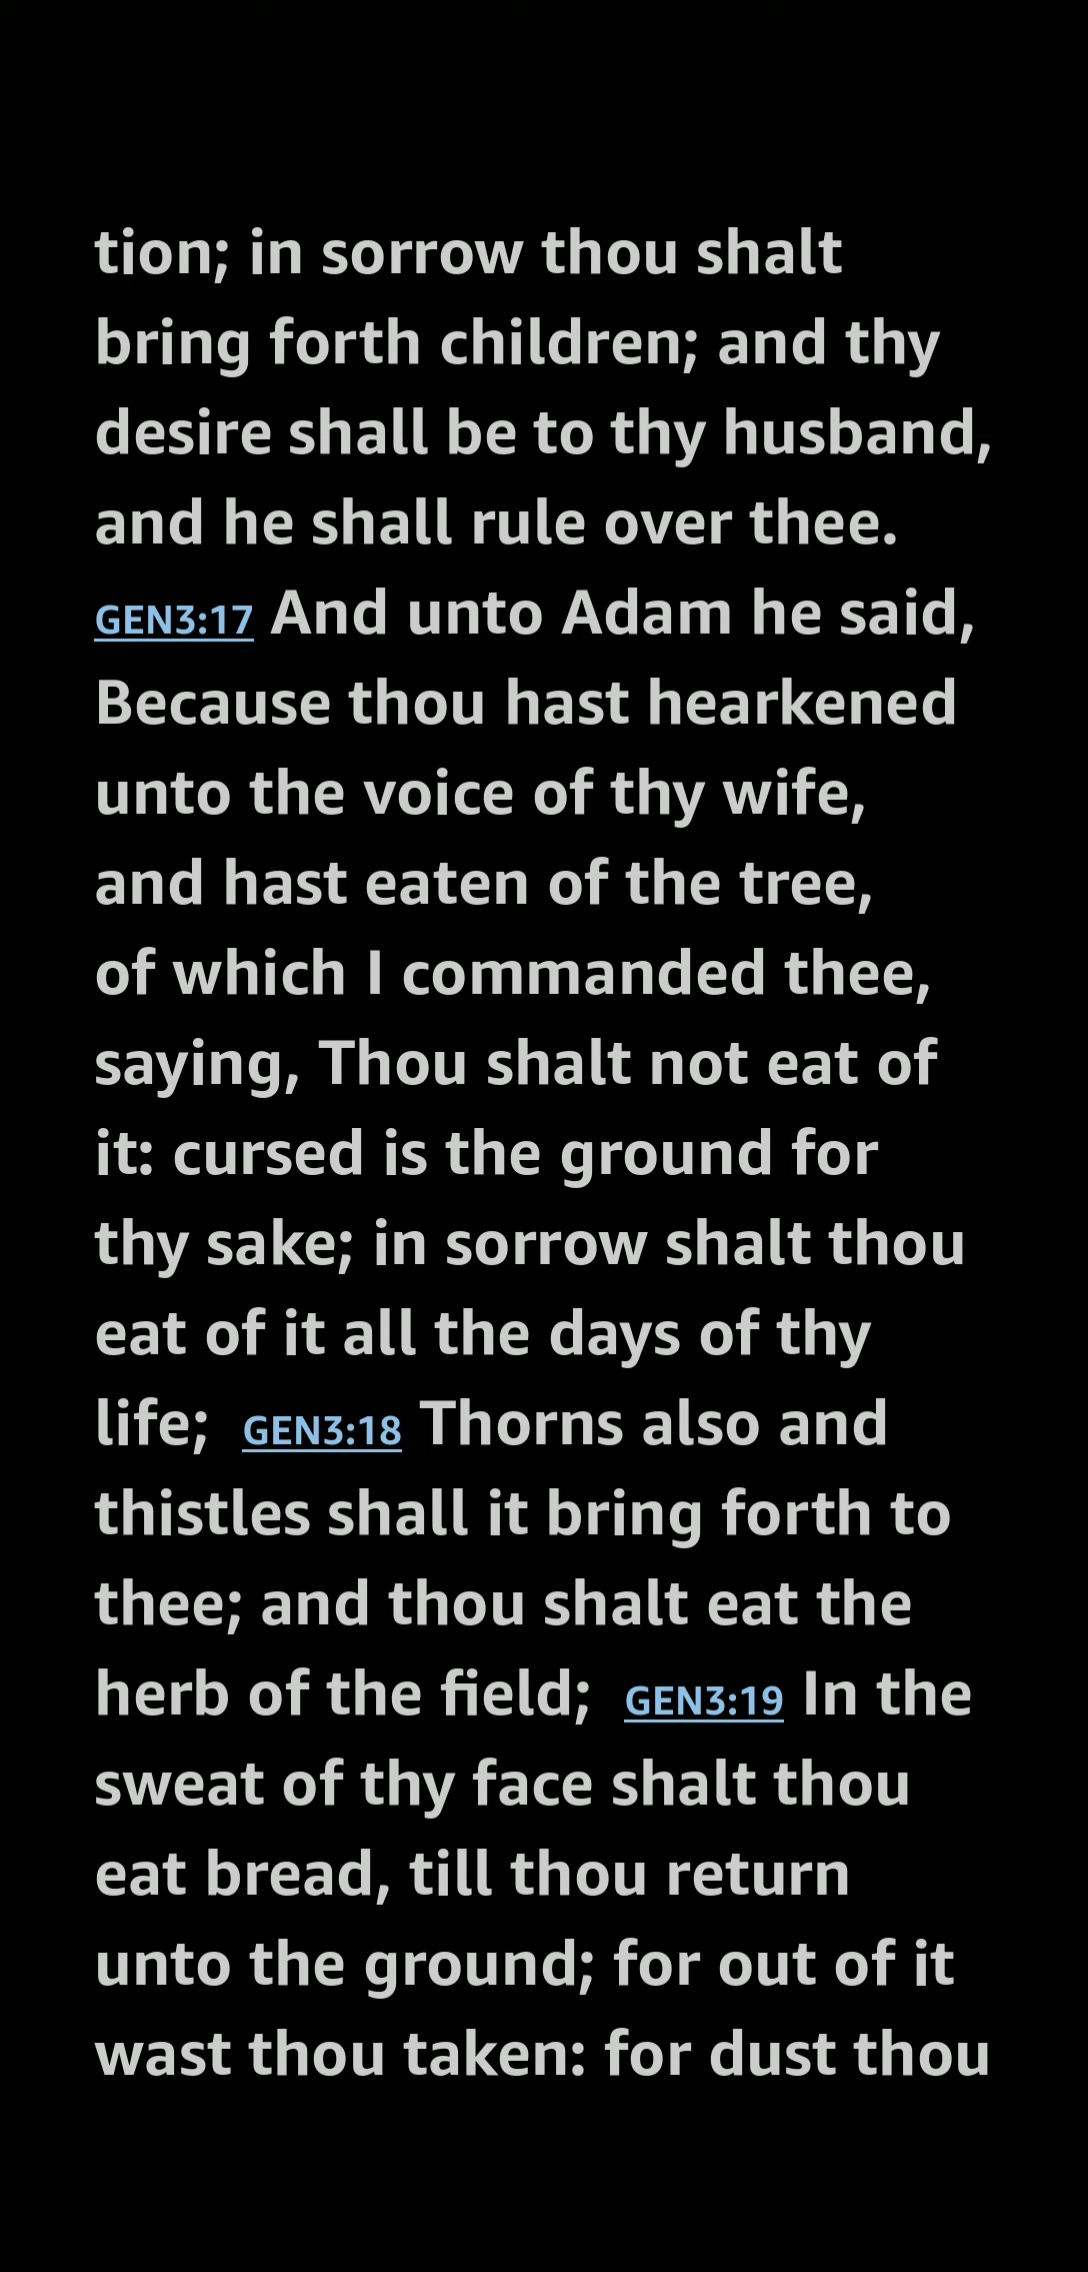 tion; in sorrow thou shalt
bring forth children; and thy
desire shall be to thy husband,
and he shall rule over thee.
GEN3:17 And unto Adam he said,
Because thou hast hearkened
unto the voice of thy wife,
and hast eaten of the tree,
of which I commanded thee,
saying, Thou shalt not eat of
it: cursed is the ground for
thy sake; in sorrow shalt thou
eat of it all the days of thy
life; GEN3:18 Thorns also and
thistles shall it bring forth to
thee; and thou shalt eat the
herb of the field; GEN3:19 In the
sweat of thy face shalt thou
eat bread, till thou return
unto the ground; for out of it
wast thou taken: for dust thou